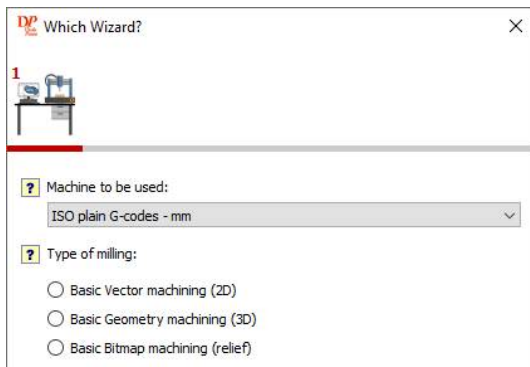 Which Wizard?
1
? Machine to be used:
ISO plain G-codes - mm
? Type of milling:
Basic Vector machining (2D)
Basic Geometry machining (3D)
Basic Bitmap machining (relief)